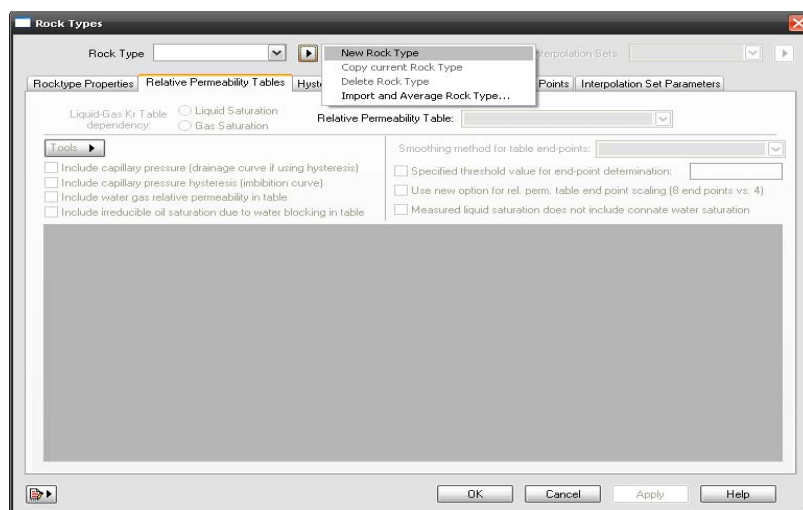 Rock Types
Rock Type
New Rock Type
Copy current Rock Type
Delete Rock Type
Import and Average Rock Type...
Interpolation Sets
Rocktype Properties Relative Permeability Tables Points Interpolation Set Parameters
Liquid-Gas Kr Table dependency: Liquid Saturation
Gas Saturation
Relative Permeability Table:
Tools
Smoothing method for table end-points:
Include capillary pressure (drainage curve if using hysteresis)
Include capillary pressure hysteresis (imbibition curve)
Include water gas relative permeability in table
Include irreducible oil saturation due to water blocking in table
Specified threshold value for end-point determination:
Use new option for rel. perm. table end point scaling (8 end points vs. 4)
Measured liquid saturation does not include connate water saturation
OK Cancel Apply Help